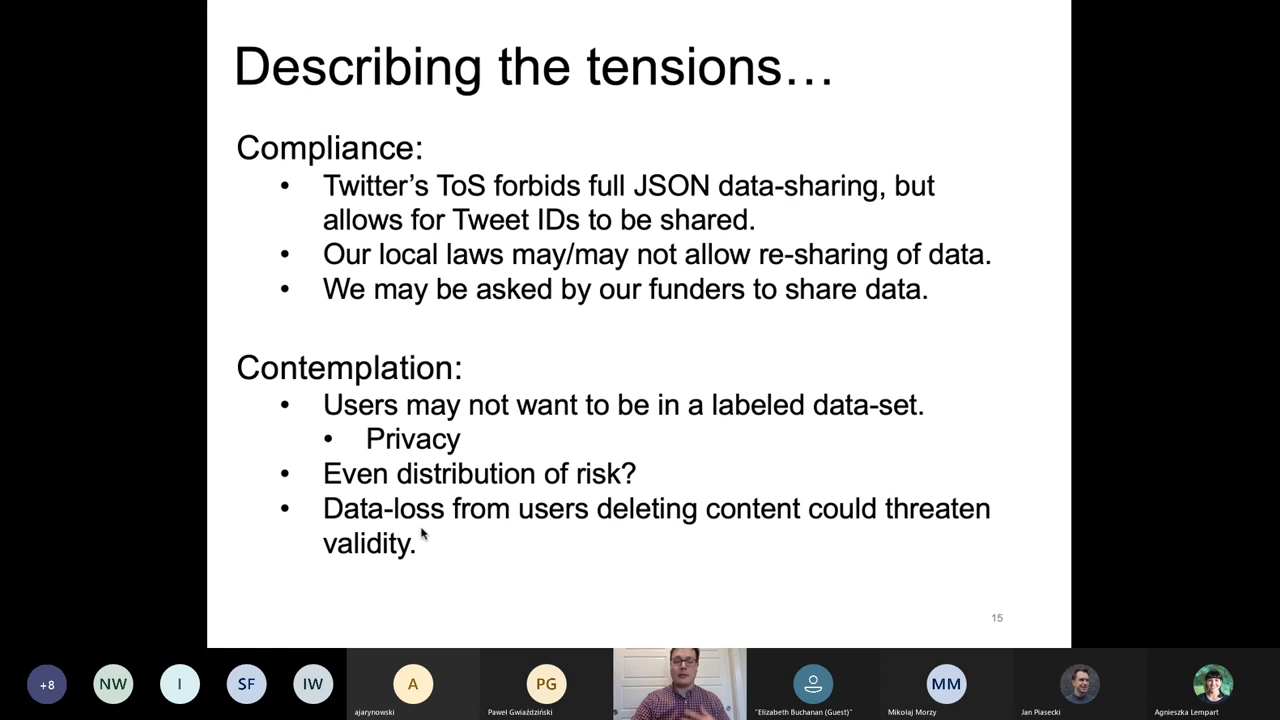 Describing the tensions…
Compliance:
• Twitter’s ToS forbids full JSON data-sharing, but
allows for Tweet IDs to be shared.
• Our local laws may/may not allow re-sharing of data.
• We may be asked by our funders to share data.
Contemplation:
• Users may not want to be in a labeled data-set.
• Privacy
• Even distribution of risk?
• Data-loss from users deleting content could threaten
validity.
15
+8
NW
I
SF
IW
A
ajarynowski
PG
Paweł Gwiaździński
"Elizabeth Buchanan (Guest)"
MM
Mikołaj Morzy
Jan Piasecki
Agnieszka Lempart